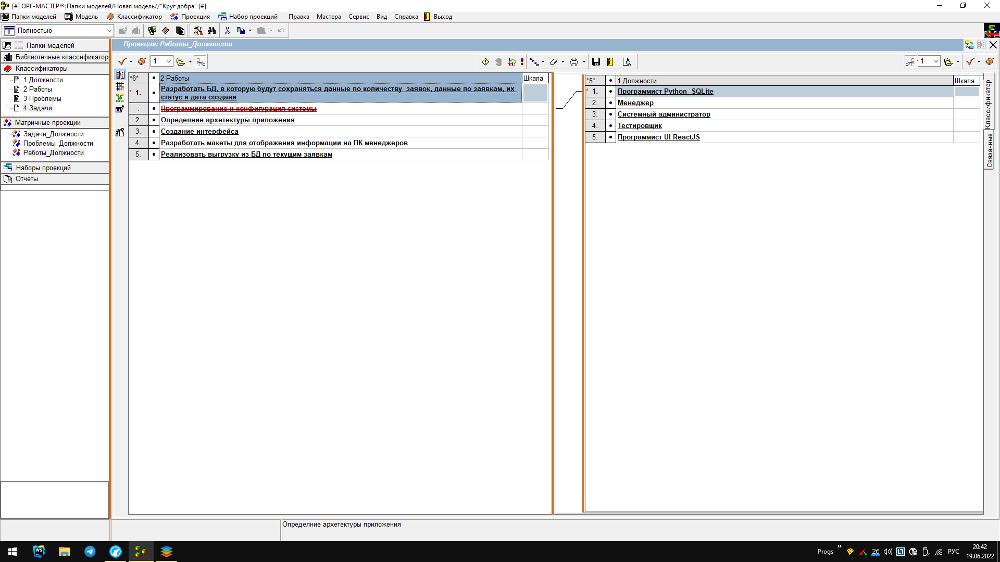 [#] ОРГ-МАСТЕР®:Папки моделей/Новая модель//"Круг добра" [#]
Папки моделей Модель Классификатор Проекция Набор проекций Правка Мастера Сервис Вид Справка Выход
Полностью
Папки моделей
Библиотечные классификатор
Классификаторы
1 Должности
2 Работы
3 Проблемы
4 Задачи
Матричные проекции
Задачи_Должности
Проблемы_Должности
Работы_Должности
Наборы проекций
Отчеты
Проекция: Работы_Должности
1
*6* 2 Работы Шкала
* 1. Разработать БД, в которую будут сохраняться данные по количеству заявок, данные по заявкам, их
статус и дата создани
-. Программирование и конфигурация системы
2. Определние архетектуры приложения
3. Создание интерфейса
4. Разработать макеты для отображения информации на ПК менеджеров
5. Реализовать выгрузку из БД по текущим заявкам
1
*5* 1 Должности Шкала
* 1. Программист Python SQLite
2. Менеджер
3. Системный администратор
4. Тестировщик
5. Программист UI ReactJS
Классификатор
Связанные
Определние архетектуры приложения
WS
Progs » 26 РУС
20:42
19.06.2022